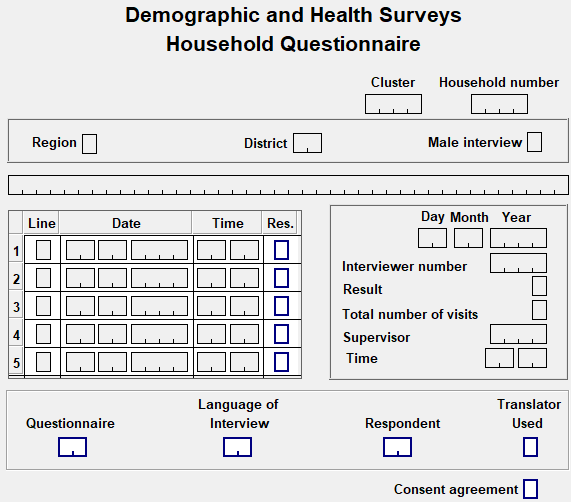 Demographic and Health Surveys
Household Questionnaire
Cluster Household number
Region District Male interview
Line Date Time Res.
1
2
3
4
5
Day Month Year
Interviewer number
Result
Total number of visits
Supervisor
Time
Questionnaire
Language of
Interview
Respondent
Translator
Used
Consent agreement